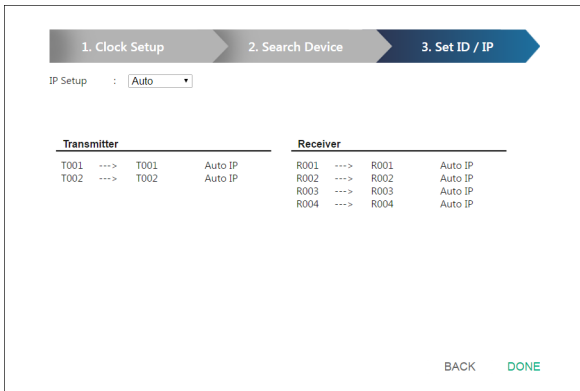 1. Clock Setup 2. Search Device 3. Set ID / IP
IP Setup : Auto
Transmitter Receiver
T001 ---> T001 Auto IP R001 ---> R001 Auto IP
T002 ---> T002 Auto IP R002 ---> R002 Auto IP
R003 ---> R003 Auto IP
R004 ---> R004 Auto IP
BACK DONE